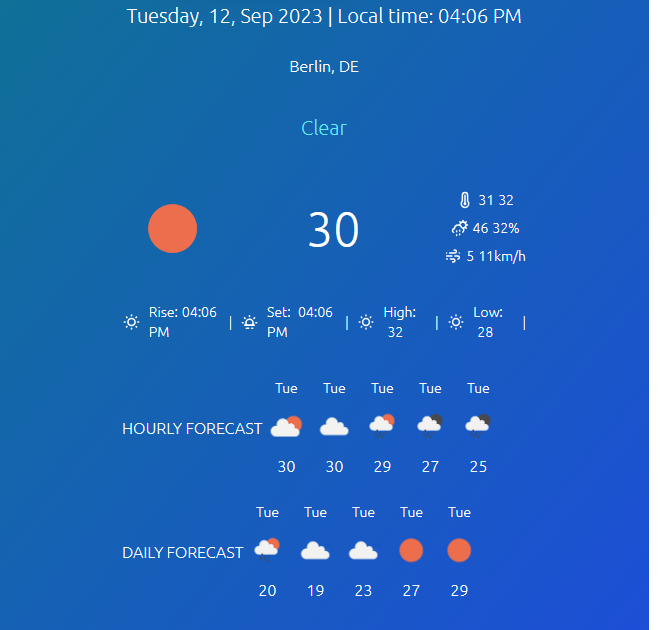 Tuesday, 12, Sep 2023 | Local time: 04:06 PM
Berlin, DE
Clear
31 32
30
46 32%
5 11km/h
Rise: 04:06 PM | Set: 04:06 PM | High: 32 | Low: 28 |
Tue Tue Tue Tue Tue
HOURLY FORECAST
30 30 29 27 25
Tue Tue Tue Tue Tue
DAILY FORECAST
20 19 23 27 29